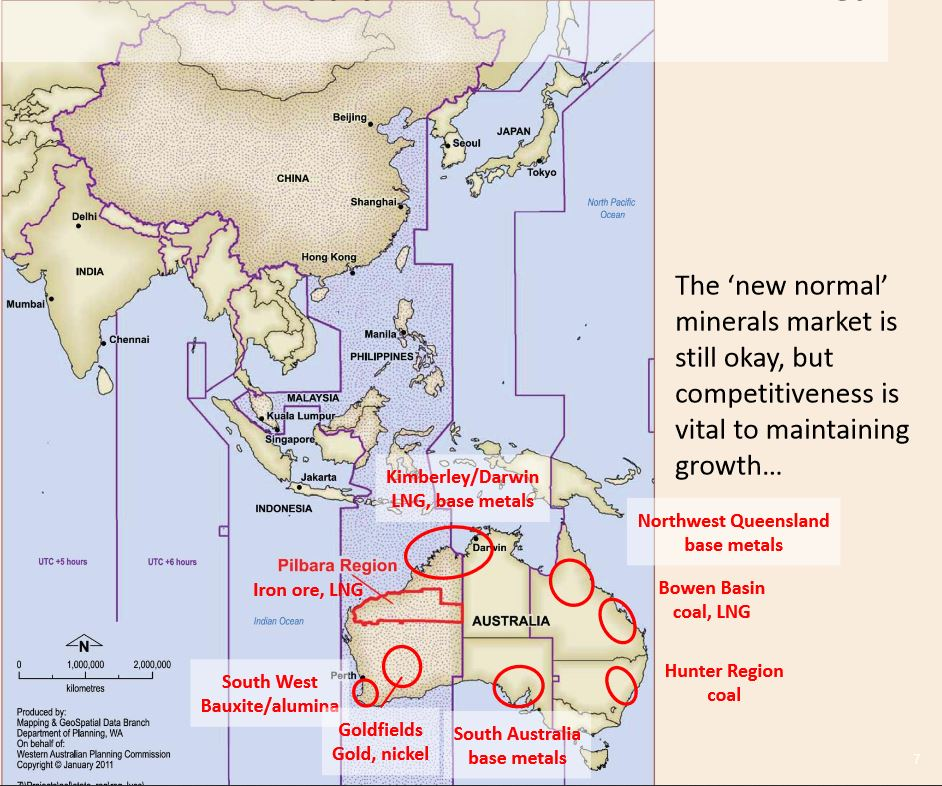 Beijing
Seoul
JAPAN
Tokyo
CHINA
Shanghai
North Pacific
Ocean
Delhi
Hong Kong
INDIA
Mumbai
Chennai
Manila
PHILIPPINES
MALAYSIA
Kuala Lumpur
Singapore
Jakarta
INDONESIA
The ‘new normal’
minerals market is
still okay, but
competitiveness is
vital to maintaining
growth…
Kimberley/Darwin
LNG, base metals
Northwest Queensland
base metals
Darwin
UTC +5 hours
UTC +6 hours
Pilbara Region
Iron ore, LNG
Bowen Basin
coal, LNG
Indian Ocean
AUSTRALIA
N
0 1,000,000 2,000,000
kilometres
Perth
South West
Bauxite/alumina
Hunter Region
coal
Goldfields
Gold, nickel
South Australia
base metals
Produced by:
Mapping & GeoSpatial Data Branch
Department of Planning, WA
On behalf of:
Western Australian Planning Commission
Copyright © January 2011
7